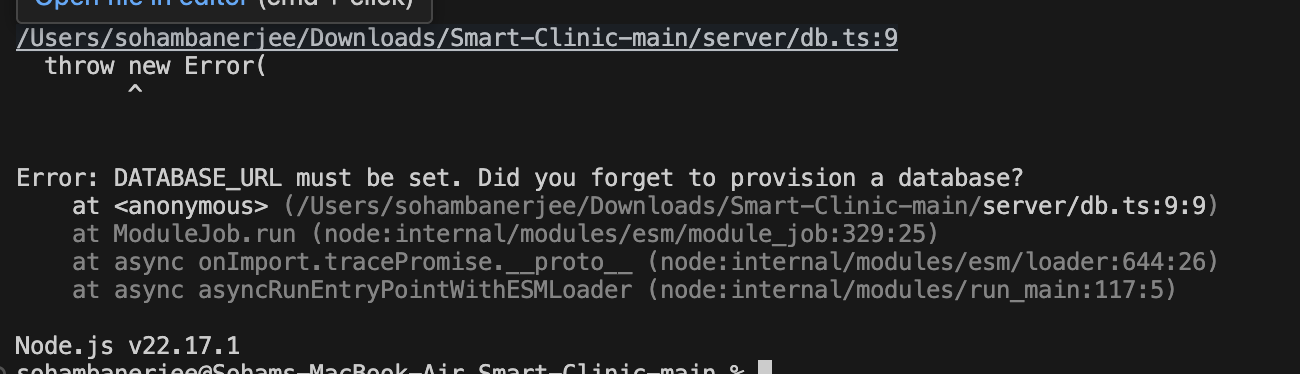 Open file in editor (cmd + click)
/Users/sohambanerjee/Downloads/Smart-Clinic-main/server/db.ts:9
throw new Error(
^
Error: DATABASE_URL must be set. Did you forget to provision a database?
at <anonymous> (/Users/sohambanerjee/Downloads/Smart-Clinic-main/server/db.ts:9:9)
at ModuleJob.run (node:internal/modules/esm/module_job:329:25)
at async onImport.tracePromise.__proto__ (node:internal/modules/esm/loader:644:26)
at async asyncRunEntryPointWithESMLoader (node:internal/modules/run_main:117:5)
Node.js v22.17.1
sohambanerjee@Sohams-MacBook-Air Smart-Clinic-main %